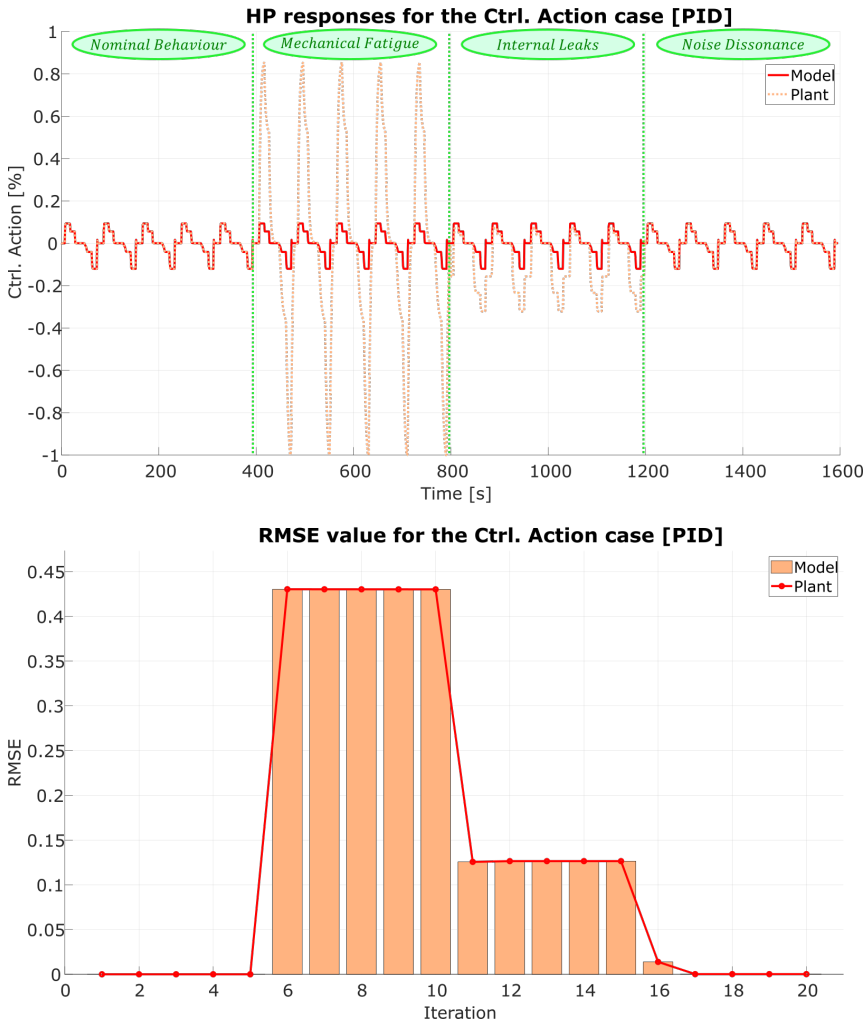 HP responses for the Ctrl. Action case [PID]
Nominal Behaviour
Mechanical Fatigue
Internal Leaks
Noise Dissonance
Model
Plant
1
0.8
0.6
0.4
0.2
0
-0.2
-0.4
-0.6
-0.8
-1
Ctrl. Action [%]
0 200 400 600 800 1000 1200 1400 1600
Time [s]
RMSE value for the Ctrl. Action case [PID]
Model
Plant
0.45
0.4
0.35
0.3
0.25
0.2
0.15
0.1
0.05
0
RMSE
0 2 4 6 8 10 12 14 16 18 20
Iteration